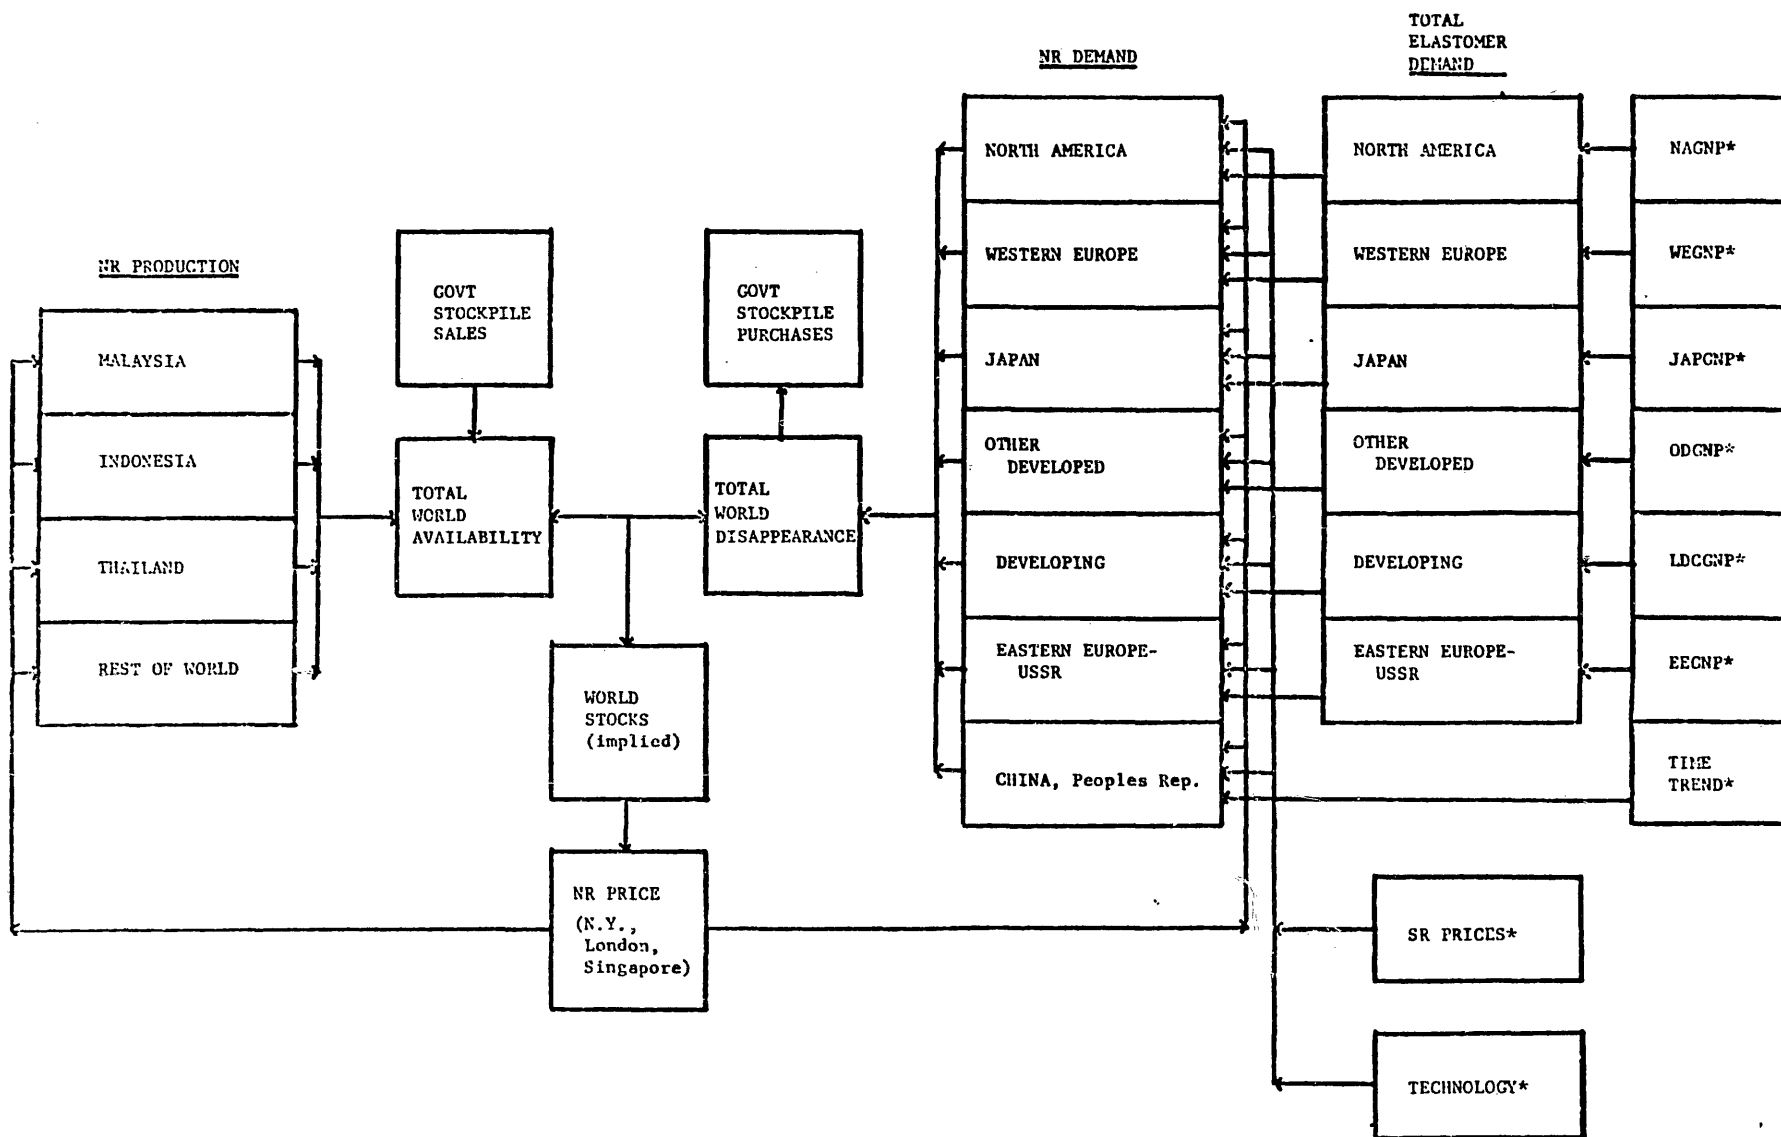 TOTAL
ELASTOMER
DEMAND
NR DEMAND
NORTH AMERICA
WESTERN EUROPE
JAPAN
OTHER
DEVELOPED
DEVELOPING
EASTERN EUROPE-
USSR
CHINA, Peoples Rep.
NORTH AMERICA
WESTERN EUROPE
JAPAN
OTHER
DEVELOPED
DEVELOPING
EASTERN EUROPE-
USSR
NAGNP*
WEGNP*
JAPGNP*
ODGNP*
LDCGNP*
EEGNP*
TIME
TREND*
NR PRODUCTION
MALAYSIA
INDONESIA
THAILAND
REST OF WORLD
GOVT
STOCKPILE
SALES
GOVT
STOCKPILE
PURCHASES
TOTAL
WORLD
AVAILABILITY
TOTAL
WORLD
DISAPPEARANCE
WORLD
STOCKS
(implied)
NR PRICE
(N.Y.,
London,
Singapore)
SR PRICES*
TECHNOLOGY*